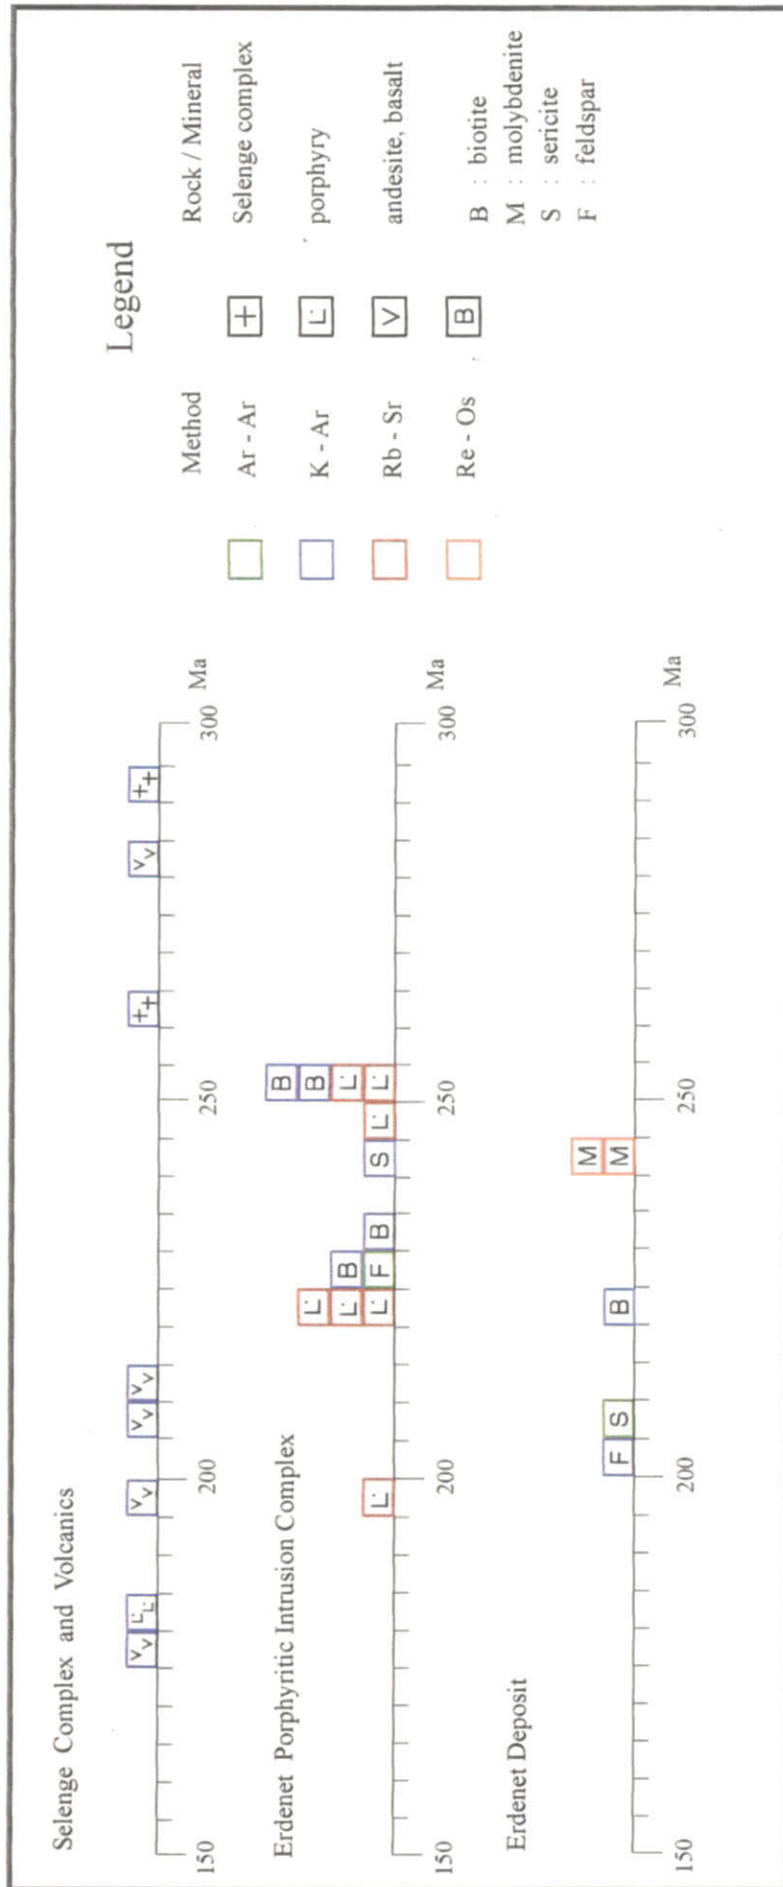 Selenge Complex and Volcanics
V V
L L
V V
V V
V V
+ +
V V
+ +
150
200
250
300
Ma
Erdenet Porphyritic Intrusion Complex
L
L
L
L
B
F
B
S
L
B
B
L
L
150
200
250
300
Ma
Erdenet Deposit
F
S
B
M
M
150
200
250
300
Ma
Legend
Method
Rock / Mineral
Ar - Ar
+
Selenge complex
K - Ar
L
porphyry
Rb - Sr
V
andesite, basalt
Re - Os
B
B : biotite
M : molybdenite
S : sericite
F : feldspar